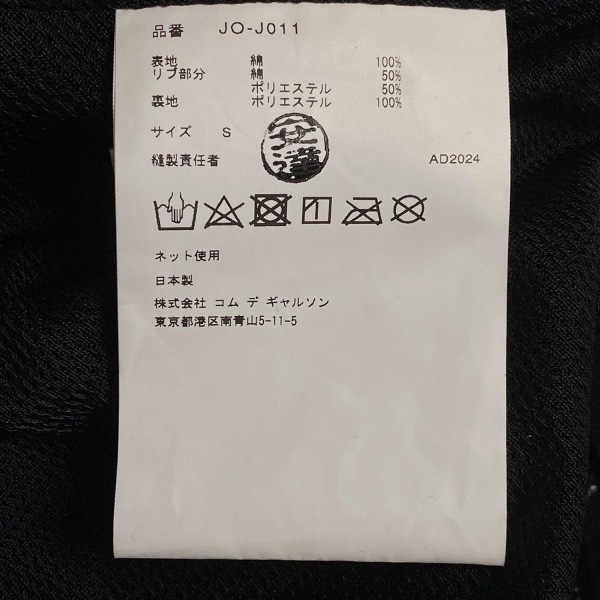 品番 JO-J011
表地 綿 100%
リブ部分 綿 50%
ポリエステル 50%
裏地 ポリエステル 100%
サイズ S
安達
縫製責任者 AD2024
ネット使用
日本製
株式会社 コム デ ギャルソン
東京都港区南青山5-11-5